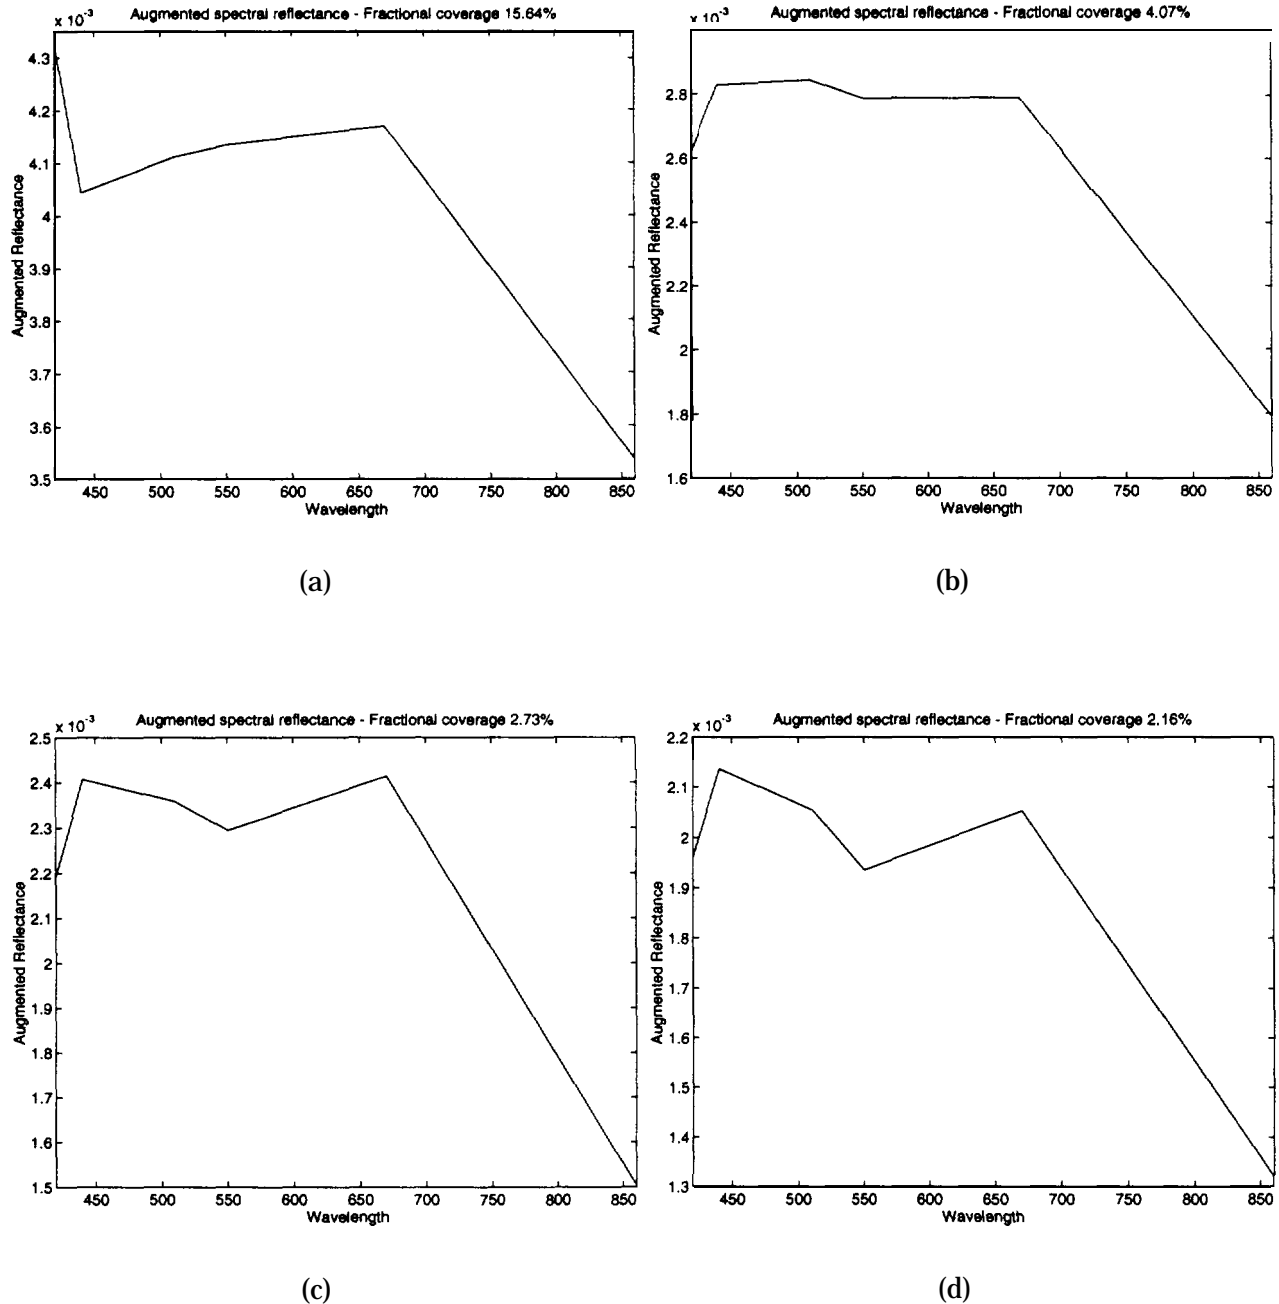 x 10-3
Augmented spectral reflectance - Fractional coverage 15.64%
4.3
4.2
4.1
4
3.9
3.8
3.7
3.6
3.5
Augmented Reflectance
450 500 550 600 650 700 750 800 850
Wavelength
(a)
x 10-3
Augmented spectral reflectance - Fractional coverage 4.07%
2.8
2.6
2.4
2.2
2
1.8
1.6
Augmented Reflectance
450 500 550 600 650 700 750 800 850
Wavelength
(b)
x 10-3
Augmented spectral reflectance - Fractional coverage 2.73%
2.5
2.4
2.3
2.2
2.1
2
1.9
1.8
1.7
1.6
1.5
Augmented Reflectance
450 500 550 600 650 700 750 800 850
Wavelength
(c)
x 10-3
Augmented spectral reflectance - Fractional coverage 2.16%
2.2
2.1
2
1.9
1.8
1.7
1.6
1.5
1.4
1.3
Augmented Reflectance
450 500 550 600 650 700 750 800 850
Wavelength
(d)